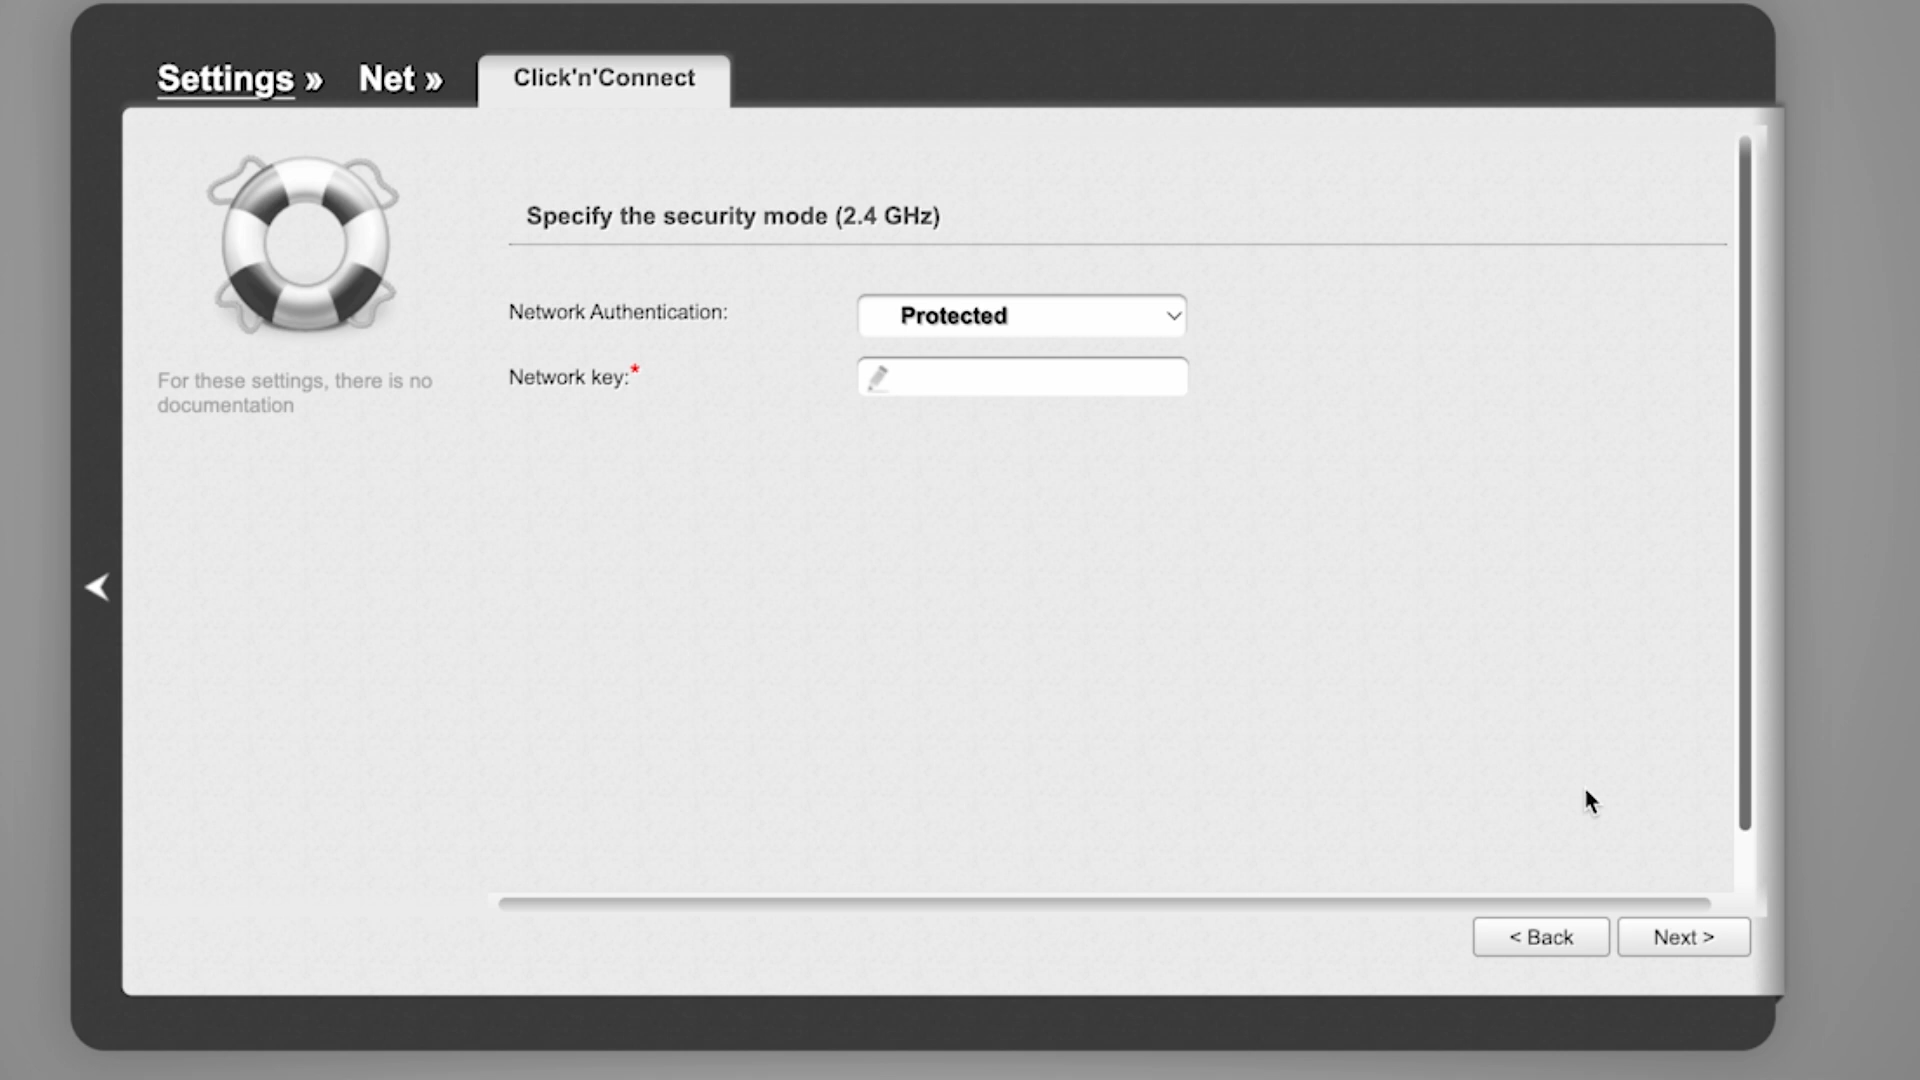 Settings » Net » Click'n'Connect
Specify the security mode (2.4 GHz)
Network Authentication: Protected
Network key:*
For these settings, there is no
documentation
< Back Next >